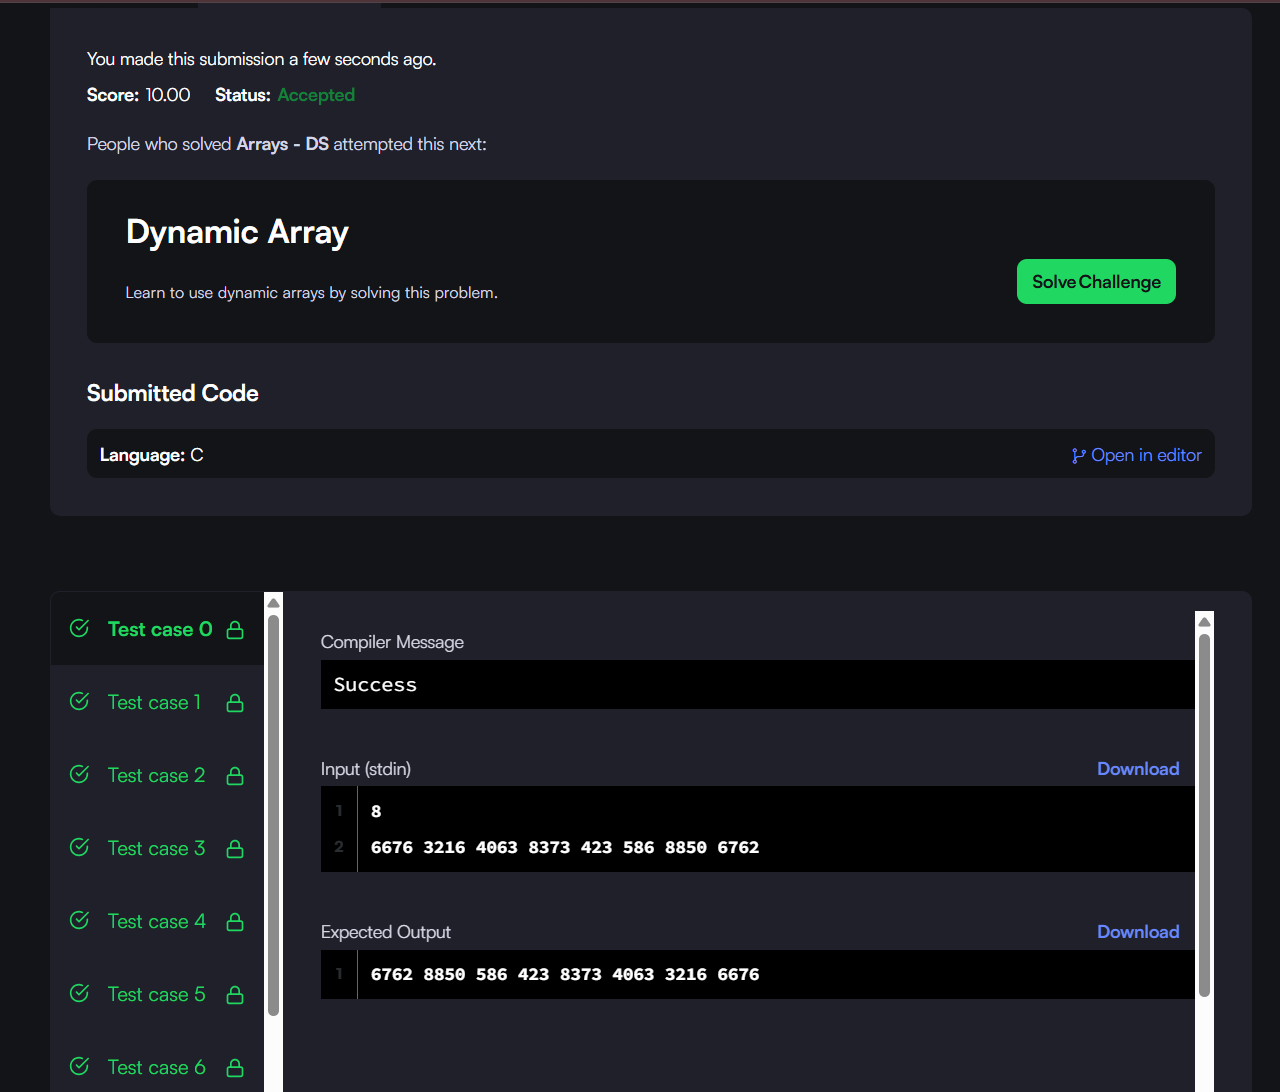 You made this submission a few seconds ago.
Score: 10.00 Status: Accepted
People who solved Arrays - DS attempted this next:
Dynamic Array
Learn to use dynamic arrays by solving this problem.
Solve Challenge
Submitted Code
Language: C
Open in editor
Test case 0
Test case 1
Test case 2
Test case 3
Test case 4
Test case 5
Test case 6
Compiler Message
Success
Input (stdin)
Download
1 8
2 6676 3216 4063 8373 423 586 8850 6762
Expected Output
Download
1 6762 8850 586 423 8373 4063 3216 6676